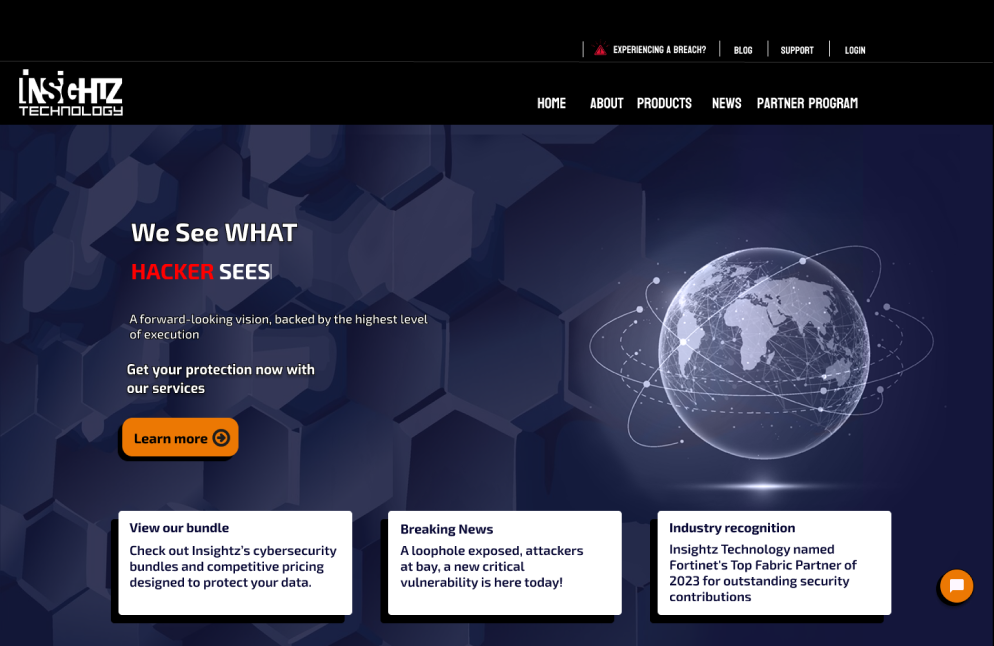 EXPERIENCING A BREACH?
BLOG
SUPPORT
LOGIN
INSIGHTZ
TECHNOLOGY
HOME
ABOUT
PRODUCTS
NEWS
PARTNER PROGRAM
We See WHAT
HACKER SEES
A forward-looking vision, backed by the highest level
of execution
Get your protection now with
our services
Learn more
View our bundle
Check out Insightz's cybersecurity
bundles and competitive pricing
designed to protect your data.
Breaking News
A loophole exposed, attackers
at bay, a new critical
vulnerability is here today!
Industry recognition
Insightz Technology named
Fortinet's Top Fabric Partner of
2023 for outstanding security
contributions